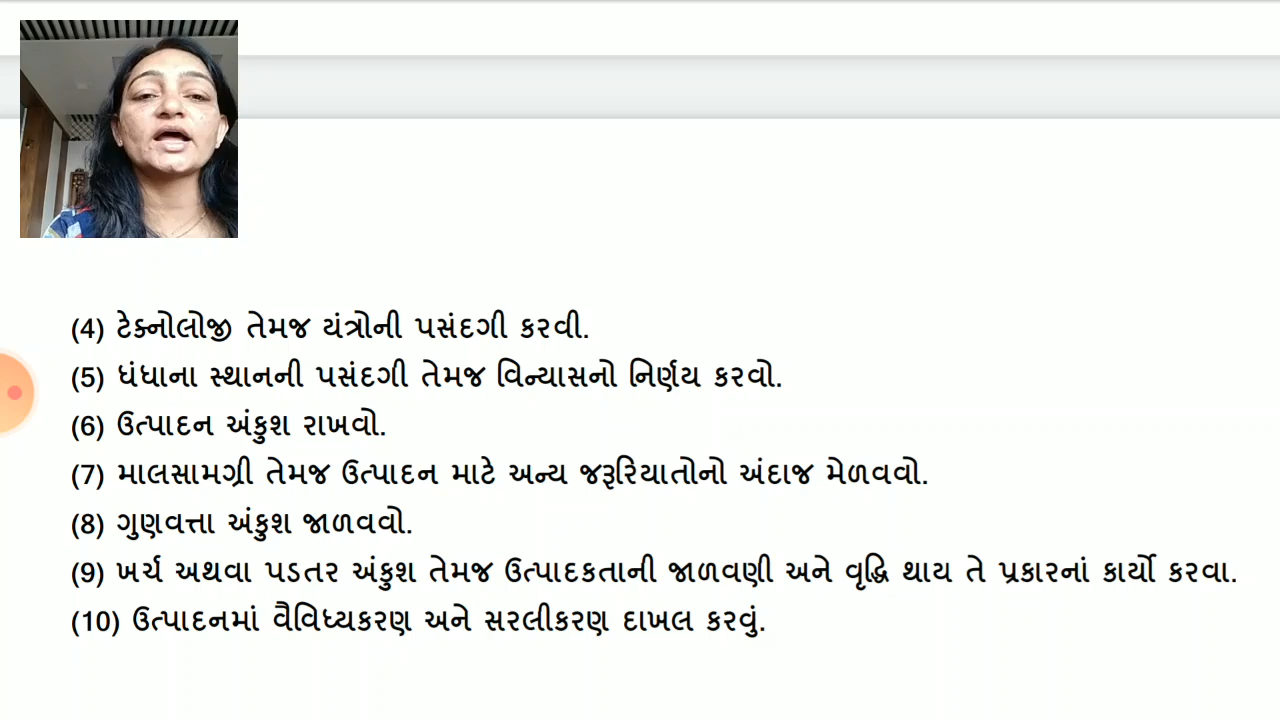 (4) ટેક્નોલોજી તેમજ યંત્રોની પસંદગી કરવી.
(5) ધંધાના સ્થાનની પસંદગી તેમજ વિન્યાસનો નિર્ણય કરવો.
(6) ઉત્પાદન અંકુશ રાખવો.
(7) માલસામગ્રી તેમજ ઉત્પાદન માટે અન્ય જરૂરિયાતોનો અંદાજ મેળવવો.
(8) ગુણવત્તા અંકુશ જાળવવો.
(9) ખર્ચ અથવા પડતર અંકુશ તેમજ ઉત્પાદકતાની જાળવણી અને વૃદ્ધિ થાય તે પ્રકારનાં કાર્યો કરવા.
(10) ઉત્પાદનમાં વૈવિધ્યકરણ અને સરલીકરણ દાખલ કરવું.